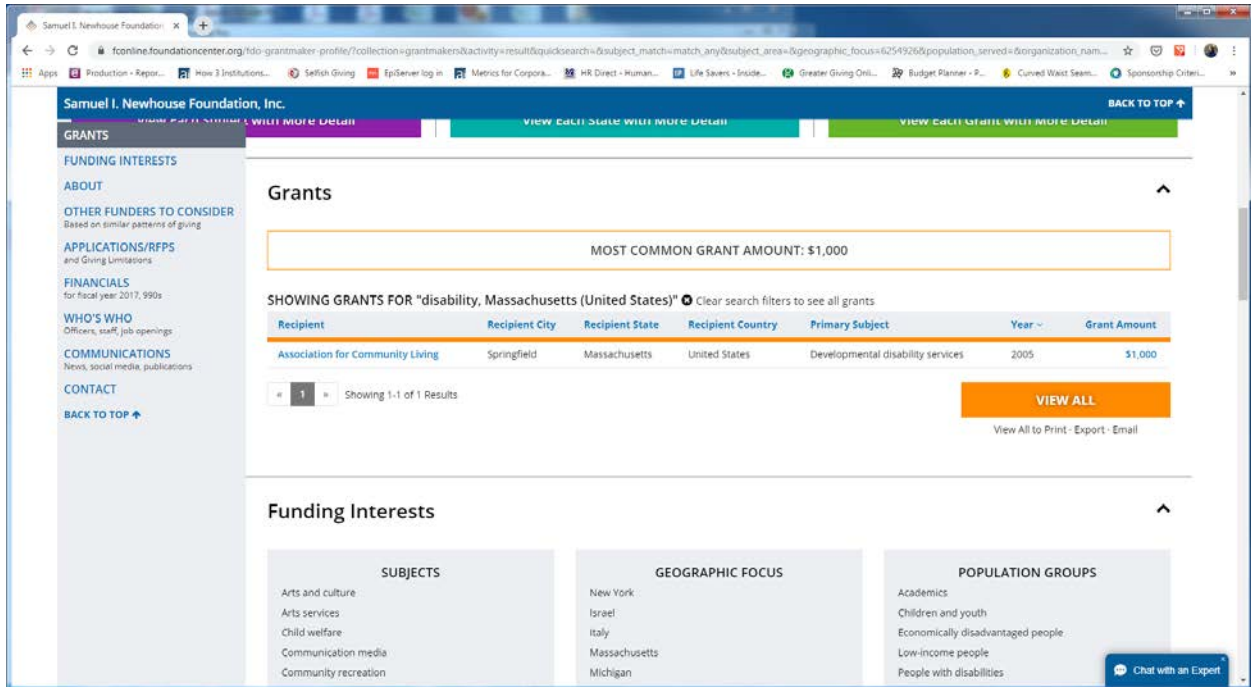 Samuel I. Newhouse Foundation
fconline.foundationcenter.org/fdo-grantmaker-profile/?collection=grantmakers&activity=result&quicksearch=&subject_match=match_any&subject_area=&geographic_focus=6254926&population_served=&organization_nam...
Apps Production - Repor... How 3 Institutions... Selfish Giving EpiServer log in Metrics for Corpora... HR Direct - Human... Life Savers - Inside... Greater Giving Onli... Budget Planner - P... Curved Waist Seam... Sponsorship Criteri... »
Samuel I. Newhouse Foundation, Inc. BACK TO TOP
View Each Subject with More Detail View Each State with More Detail View Each Grant with More Detail
GRANTS
FUNDING INTERESTS
ABOUT
OTHER FUNDERS TO CONSIDER
Based on similar patterns of giving
APPLICATIONS/RFPS
and Giving Limitations
FINANCIALS
for fiscal year 2017, 990s
WHO'S WHO
Officers, staff, job openings
COMMUNICATIONS
News, social media, publications
CONTACT
BACK TO TOP
Grants
MOST COMMON GRANT AMOUNT: $1,000
SHOWING GRANTS FOR "disability, Massachusetts (United States)" Clear search filters to see all grants
Recipient Recipient City Recipient State Recipient Country Primary Subject Year Grant Amount
Association for Community Living Springfield Massachusetts United States Developmental disability services 2005 $1,000
« 1 » Showing 1-1 of 1 Results
VIEW ALL
View All to Print - Export - Email
Funding Interests
SUBJECTS
Arts and culture
Arts services
Child welfare
Communication media
Community recreation
GEOGRAPHIC FOCUS
New York
Israel
Italy
Massachusetts
Michigan
POPULATION GROUPS
Academics
Children and youth
Economically disadvantaged people
Low-income people
People with disabilities
Chat with an Expert